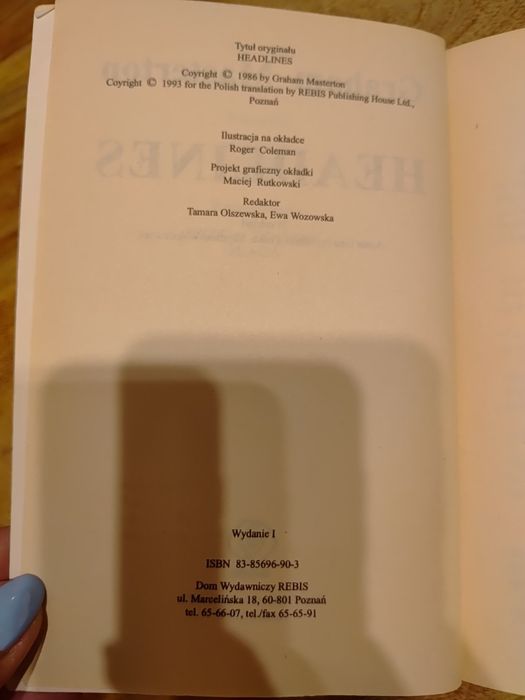 Tytuł oryginału
HEADLINES
Coyright © 1986 by Graham Masterton
Copyright © 1993 for the Polish translation by REBIS Publishing House Ltd.,
Poznań
Ilustracja na okładce
Roger Coleman
Projekt graficzny okładki
Maciej Rutkowski
Redaktor
Tamara Olszewska, Ewa Wozowska
Wydanie I
ISBN 83-85696-90-3
Dom Wydawniczy REBIS
ul. Marcelińska 18, 60-801 Poznań
tel. 65-66-07, tel./fax 65-65-91